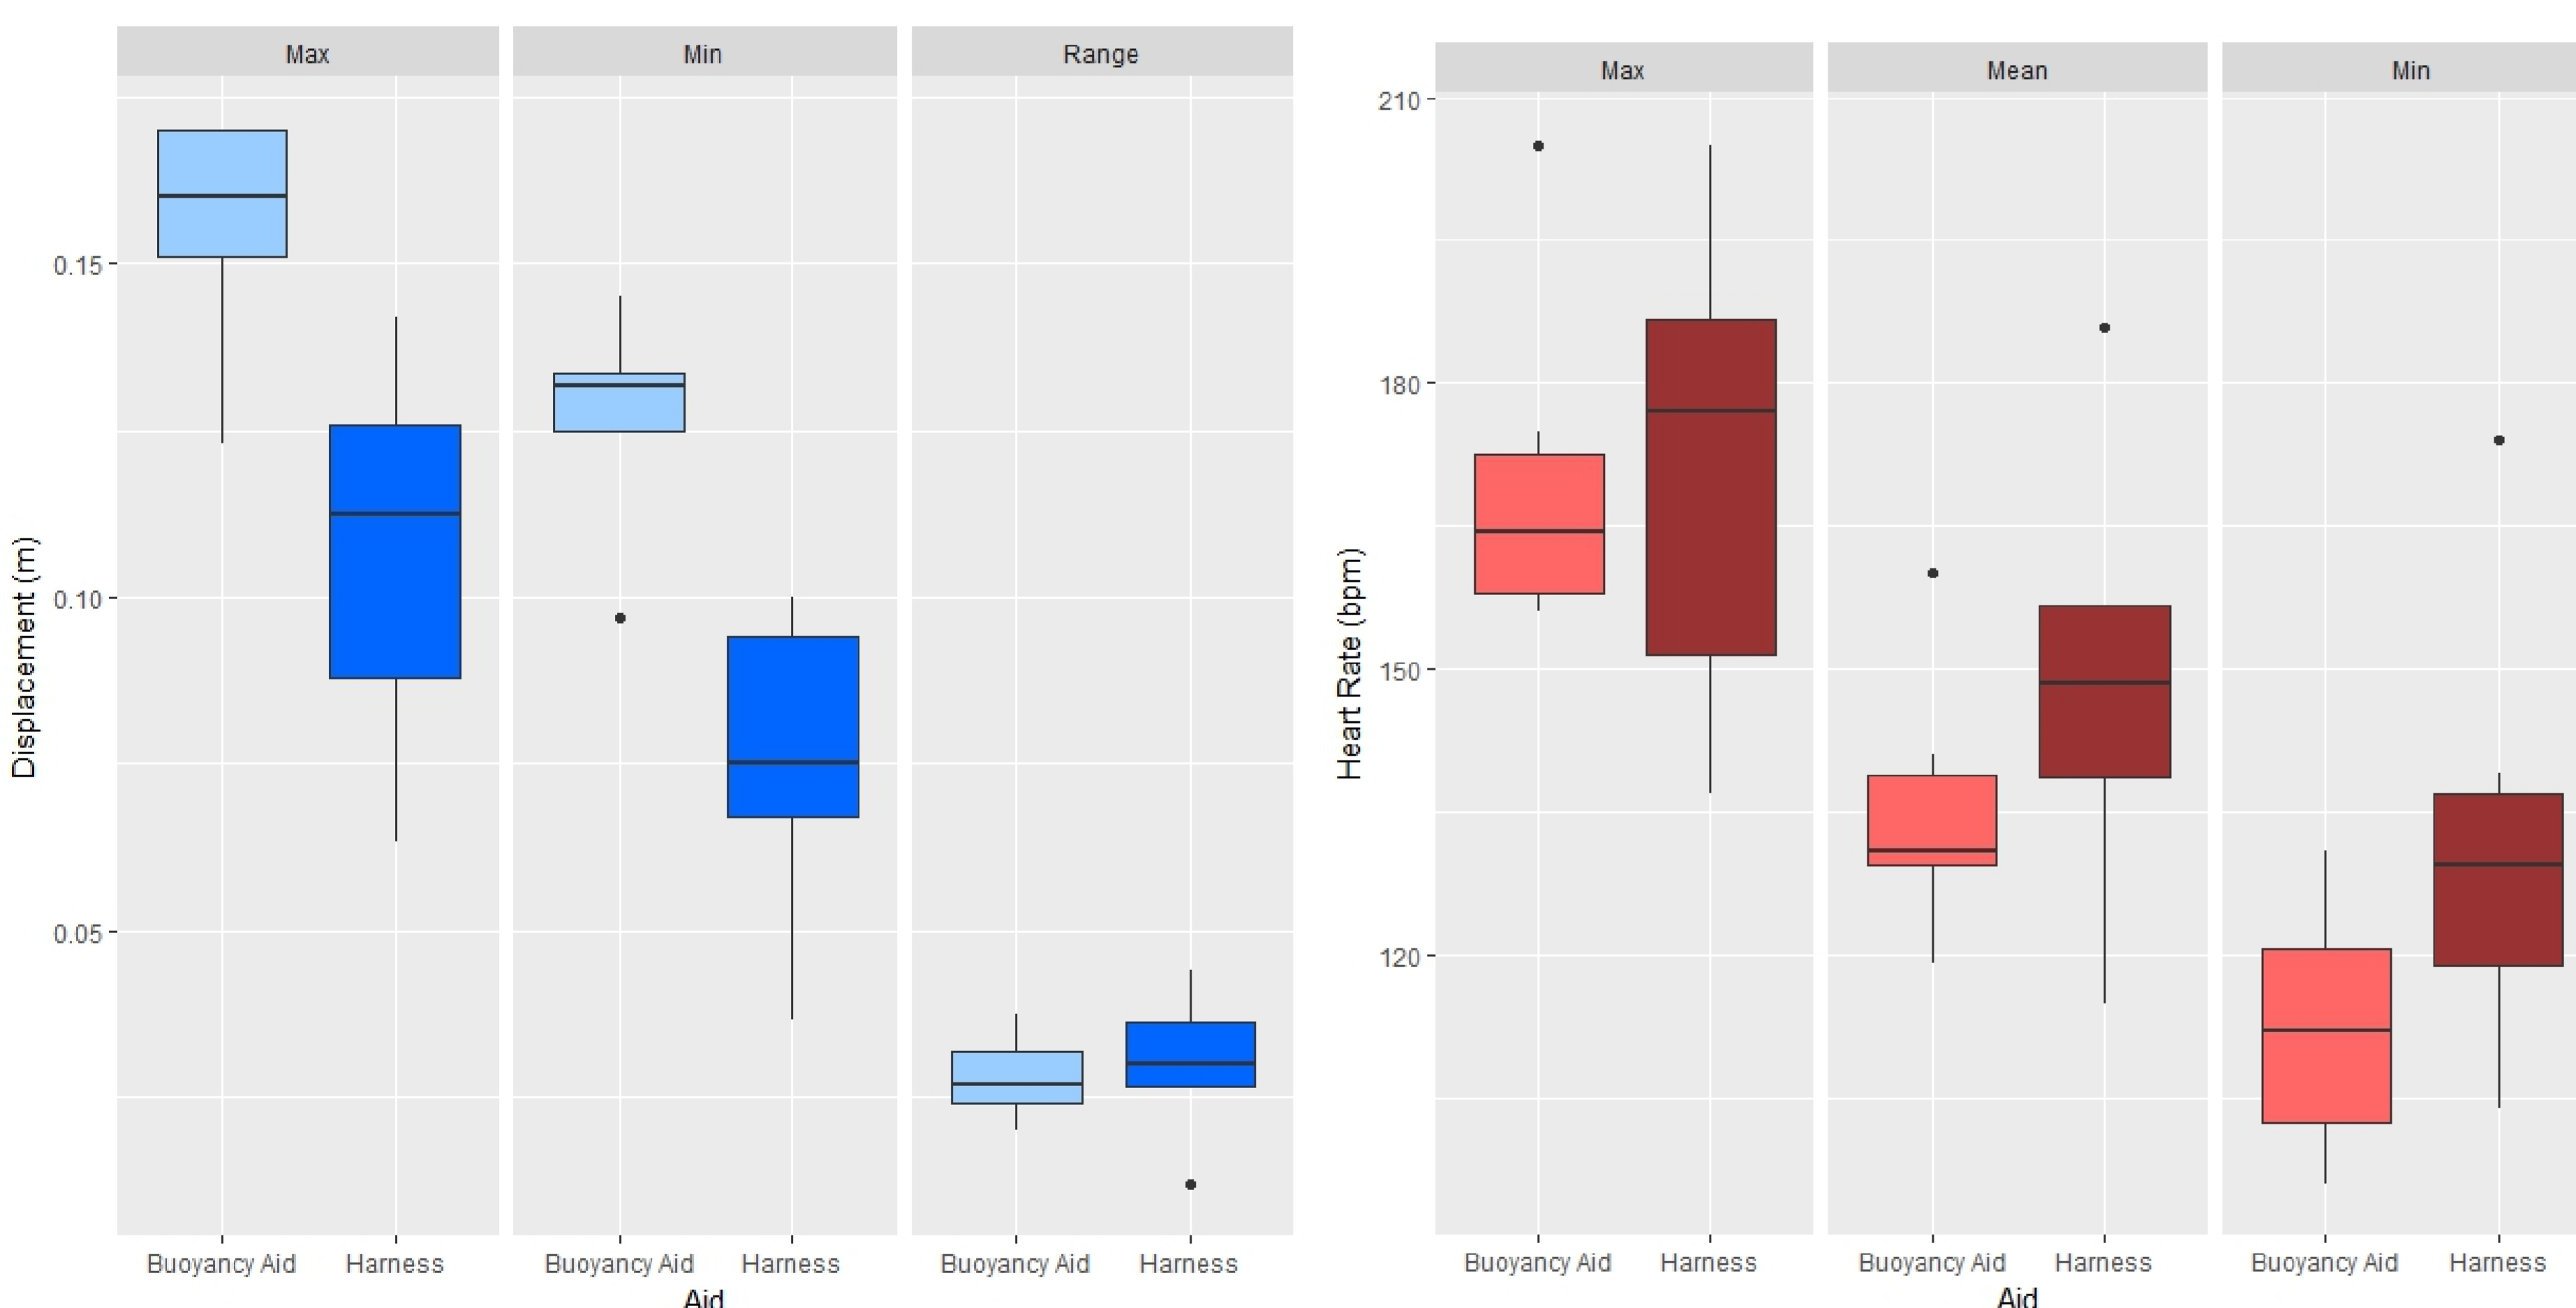 Max Min Range
Displacement (m)
0.15
0.10
0.05
Buoyancy Aid Harness Buoyancy Aid Harness Buoyancy Aid Harness
Aid
Max Mean Min
Heart Rate (bpm)
210
180
150
120
Buoyancy Aid Harness Buoyancy Aid Harness Buoyancy Aid Harness
Aid